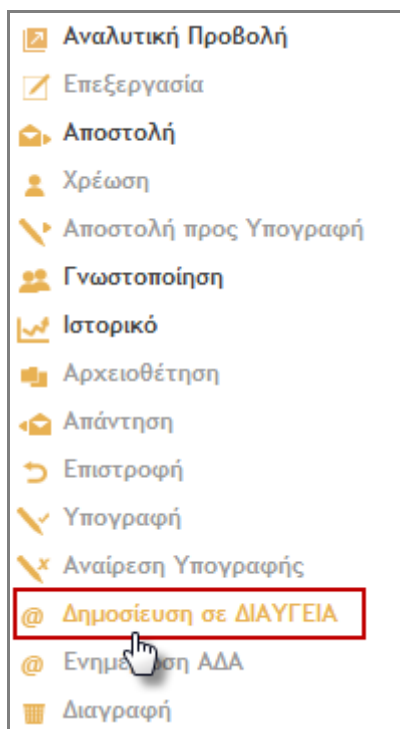 Αναλυτική Προβολή
Επεξεργασία
Αποστολή
Χρέωση
Αποστολή προς Υπογραφή
Γνωστοποίηση
Ιστορικό
Αρχειοθέτηση
Απάντηση
Επιστροφή
Υπογραφή
Αναίρεση Υπογραφής
@ Δημοσίευση σε ΔΙΑΥΓΕΙΑ
@ ΑΔΑ
Διαγραφή